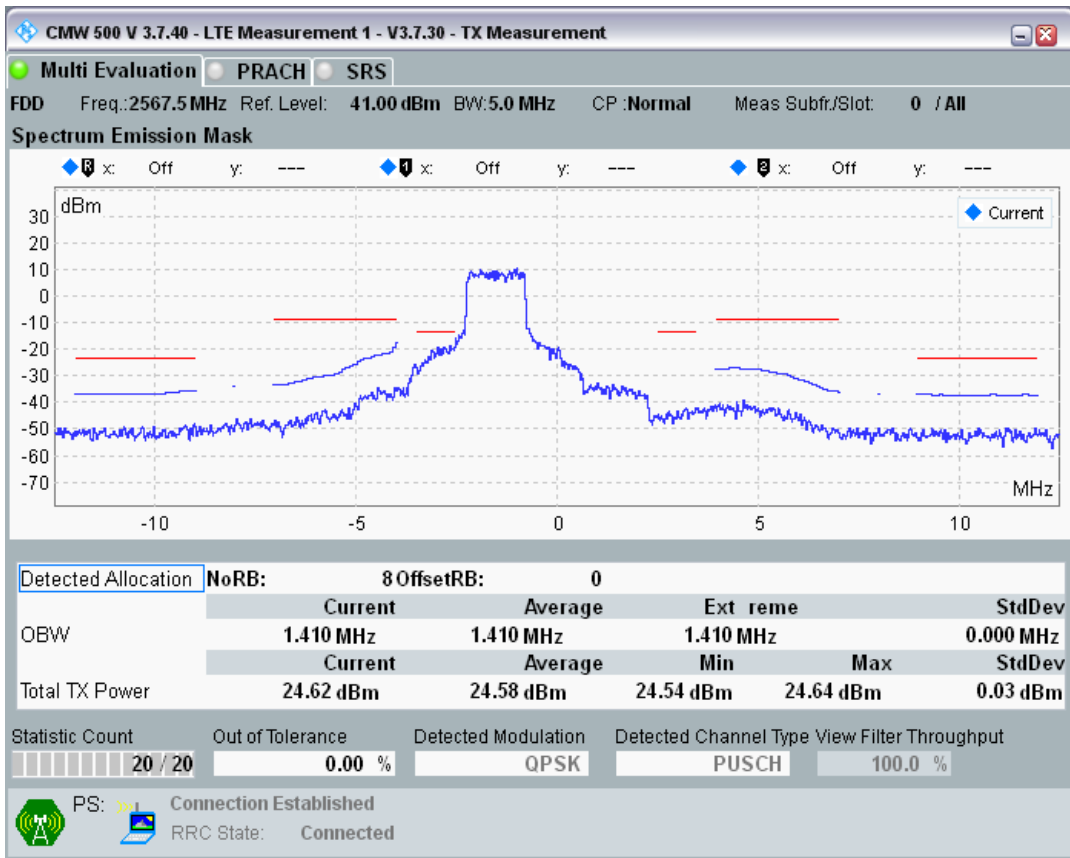 CMW 500 V 3.7.40 - LTE Measurement 1 - V3.7.30 - TX Measurement
Multi Evaluation PRACH SRS
FDD Freq.:2567.5 MHz Ref. Level: 41.00 dBm BW:5.0 MHz CP :Normal Meas Subfr./Slot: 0 / All
Spectrum Emission Mask
R x: Off y: --- 1 x: Off y: --- 2 x: Off y: ---
dBm
Current
30
20
10
0
-10
-20
-30
-40
-50
-60
-70
MHz
-10 -5 0 5 10
Detected Allocation NoRB: 8 OffsetRB: 0
Current Average Ext reme StdDev
OBW 1.410 MHz 1.410 MHz 1.410 MHz 0.000 MHz
Current Average Min Max StdDev
Total TX Power 24.62 dBm 24.58 dBm 24.54 dBm 24.64 dBm 0.03 dBm
Statistic Count Out of Tolerance Detected Modulation Detected Channel Type View Filter Throughput
20 / 20 0.00 % QPSK PUSCH 100.0 %
PS: Connection Established
RRC State: Connected